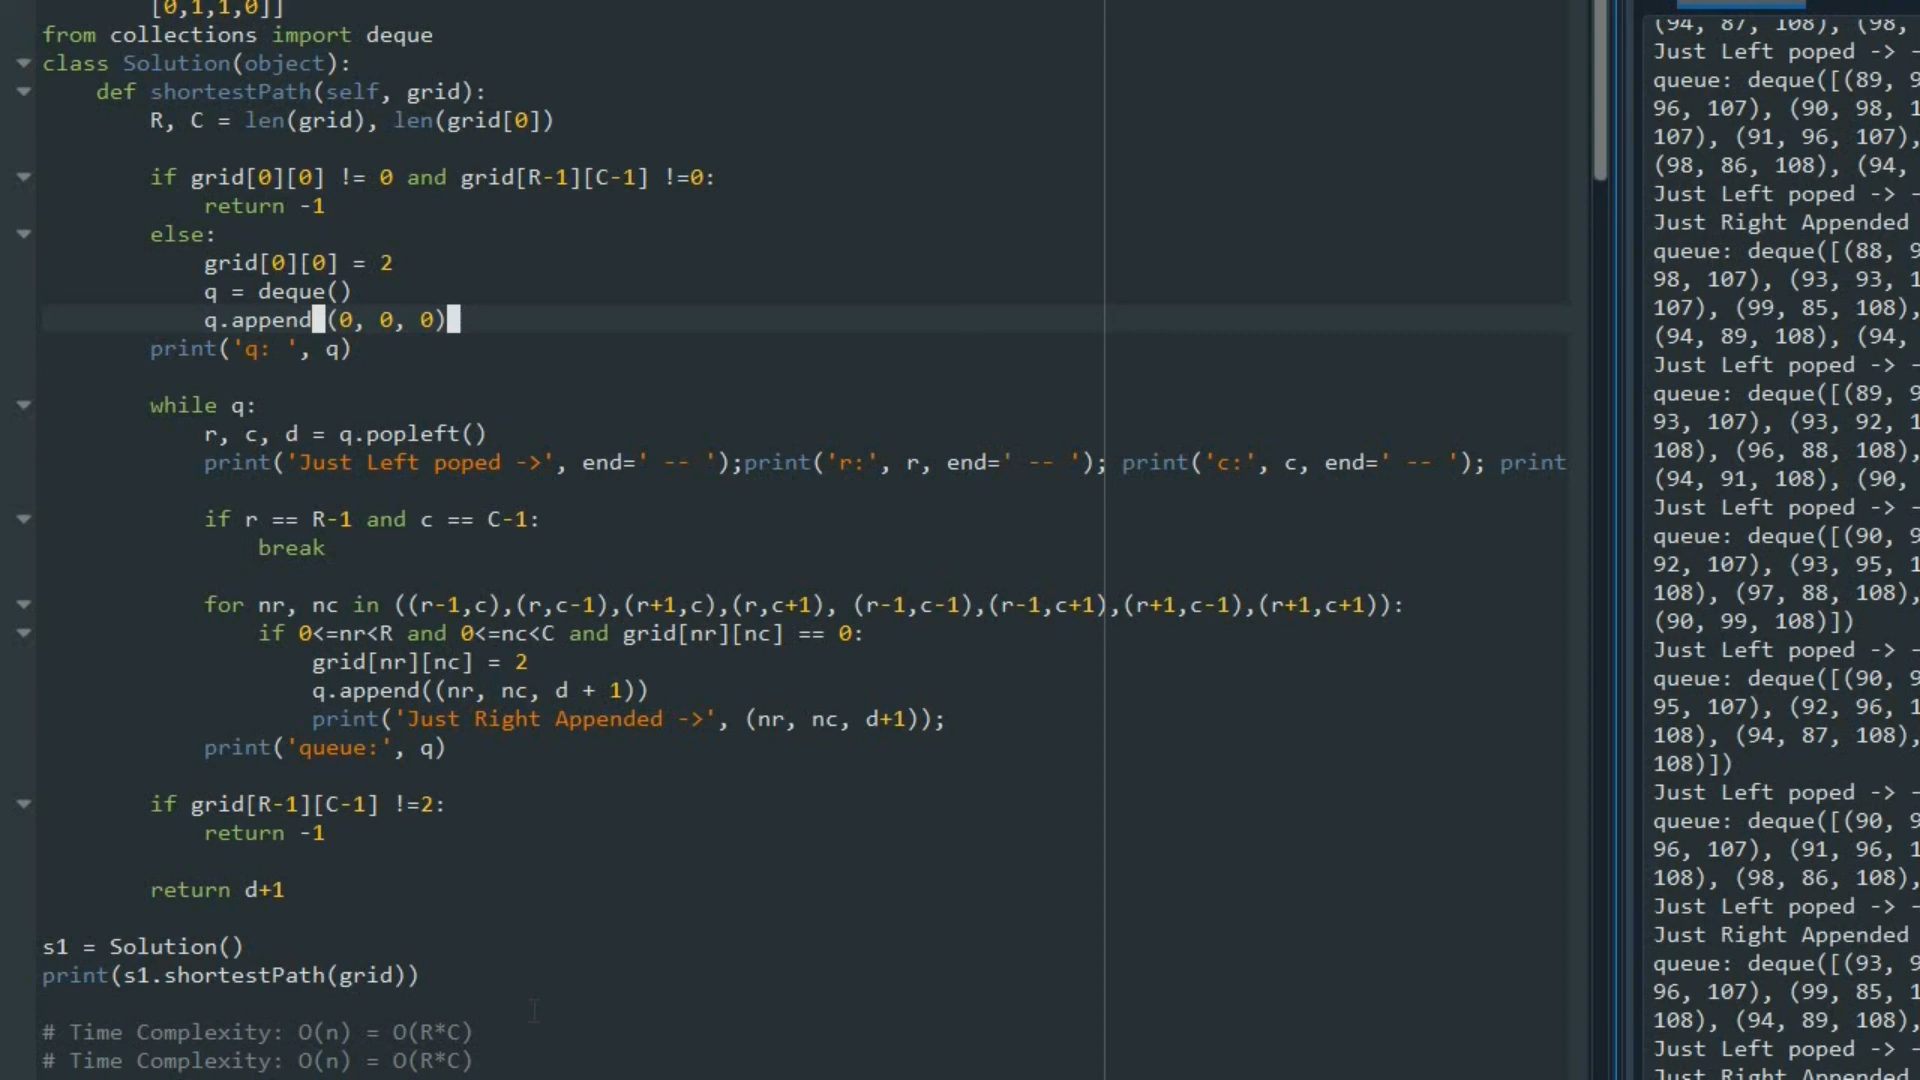 [0,1,1,0]]
from collections import deque
class Solution(object):
    def shortestPath(self, grid):
        R, C = len(grid), len(grid[0])
        if grid[0][0] != 0 and grid[R-1][C-1] !=0:
            return -1
        else:
            grid[0][0] = 2
            q = deque()
            q.append((0, 0, 0))
        print('q: ', q)
        while q:
            r, c, d = q.popleft()
            print('Just Left poped ->', end=' -- ');print('r:', r, end=' -- '); print('c:', c, end=' -- '); print
            if r == R-1 and c == C-1:
                break
            for nr, nc in ((r-1,c),(r,c-1),(r+1,c),(r,c+1), (r-1,c-1),(r-1,c+1),(r+1,c-1),(r+1,c+1)):
                if 0<=nr<R and 0<=nc<C and grid[nr][nc] == 0:
                    grid[nr][nc] = 2
                    q.append((nr, nc, d + 1))
                    print('Just Right Appended ->', (nr, nc, d+1));
            print('queue:', q)
        if grid[R-1][C-1] !=2:
            return -1
        return d+1
s1 = Solution()
print(s1.shortestPath(grid))
# Time Complexity: O(n) = O(R*C)
# Time Complexity: O(n) = O(R*C)
(94, 87, 108), (98,
Just Left poped -> -
queue: deque([(89, 9
96, 107), (90, 98, 1
107), (91, 96, 107),
(98, 86, 108), (94,
Just Left poped -> -
Just Right Appended
queue: deque([(88, 9
98, 107), (93, 93, 1
107), (99, 85, 108),
(94, 89, 108), (94,
Just Left poped -> -
queue: deque([(89, 9
93, 107), (93, 92, 1
108), (96, 88, 108),
(94, 91, 108), (90,
Just Left poped -> -
queue: deque([(90, 9
92, 107), (93, 95, 1
108), (97, 88, 108),
(90, 99, 108)])
Just Left poped -> -
queue: deque([(90, 9
95, 107), (92, 96, 1
108), (94, 87, 108),
108)])
Just Left poped -> -
queue: deque([(90, 9
96, 107), (91, 96, 1
108), (98, 86, 108),
Just Left poped -> -
Just Right Appended
queue: deque([(93, 9
96, 107), (99, 85, 1
108), (94, 89, 108),
Just Left poped -> -
Just Right Appended